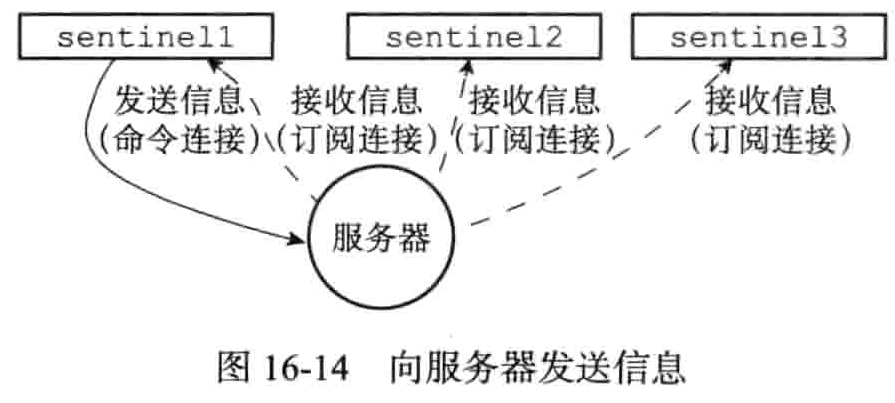 sentinel1 sentinel2 sentinel3
发送信息 接收信息 接收信息 接收信息
(命令连接) (订阅连接) (订阅连接) (订阅连接)
服务器
图 16-14 向服务器发送信息